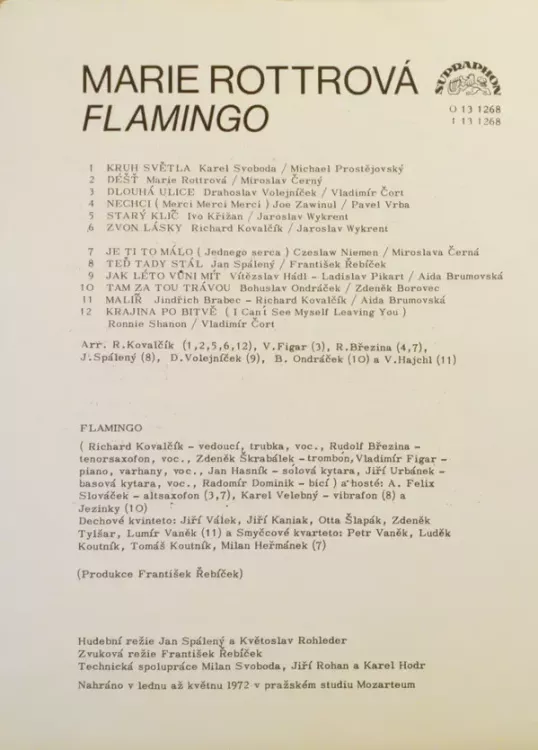 MARIE ROTTROVÁ
FLAMINGO
SUPRAPHON
O 13 1268
1 13 1268
1 KRUH SVĚTLA Karel Svoboda / Michael Prostějovský
2 DÉŠŤ Marie Rottrová / Miroslav Černý
3 DLOUHÁ ULICE Drahoslav Volejníček / Vladimír Čort
4 NECHCI ( Merci Merci Merci ) Joe Zawinul / Pavel Vrba
5 STARÝ KLÍČ Ivo Křižan / Jaroslav Wykrent
6 ZVON LÁSKY Richard Kovalčík / Jaroslav Wykrent
7 JE TI TO MÁLO ( Jednego serca ) Czeslaw Niemen / Miroslava Černá
8 TEĎ TADY STÁL Jan Spálený / František Řebíček
9 JAK LÉTO VŮNI MÍT Vítězslav Hádl - Ladislav Pikart / Aida Brumovská
10 TAM ZA TOU TRÁVOU Bohuslav Ondráček / Zdeněk Borovec
11 MALÍŘ Jindřich Brabec - Richard Kovalčík / Aida Brumovská
12 KRAJINA PO BITVĚ ( I Can't See Myself Leaving You )
Ronnie Shanon / Vladimír Čort
Arr. R.Kovalčík (1,2,5,6,12), V.Figar (3), R.Březina (4,7),
J.Spálený (8), D.Volejníček (9), B. Ondráček (10) a V.Hajchl (11)
FLAMINGO
( Richard Kovalčík - vedoucí, trubka, voc., Rudolf Březina -
tenorsaxofon, voc., Zdeněk Škrabálek - trombón, Vladimír Figar -
piano, varhany, voc., Jan Hasník - sólová kytara, Jiří Urbánek -
basová kytara, voc., Radomír Dominik - bicí ) a hosté: A. Felix
Slováček - altsaxofon (3,7), Karel Velebný - vibrafon (8) a
Jezinky (10)
Dechové kvinteto: Jiří Válek, Jiří Kaniak, Otta Šlapák, Zdeněk
Tylšar, Lumír Vaněk (11) a Smyčcové kvarteto: Petr Vaněk, Luděk
Koutník, Tomáš Koutník, Milan Heřmánek (7)
(Produkce František Řebíček)
Hudební režie Jan Spálený a Květoslav Rohleder
Zvuková režie František Řebíček
Technická spolupráce Milan Svoboda, Jiří Rohan a Karel Hodr
Nahráno v lednu až květnu 1972 v pražském studiu Mozarteum